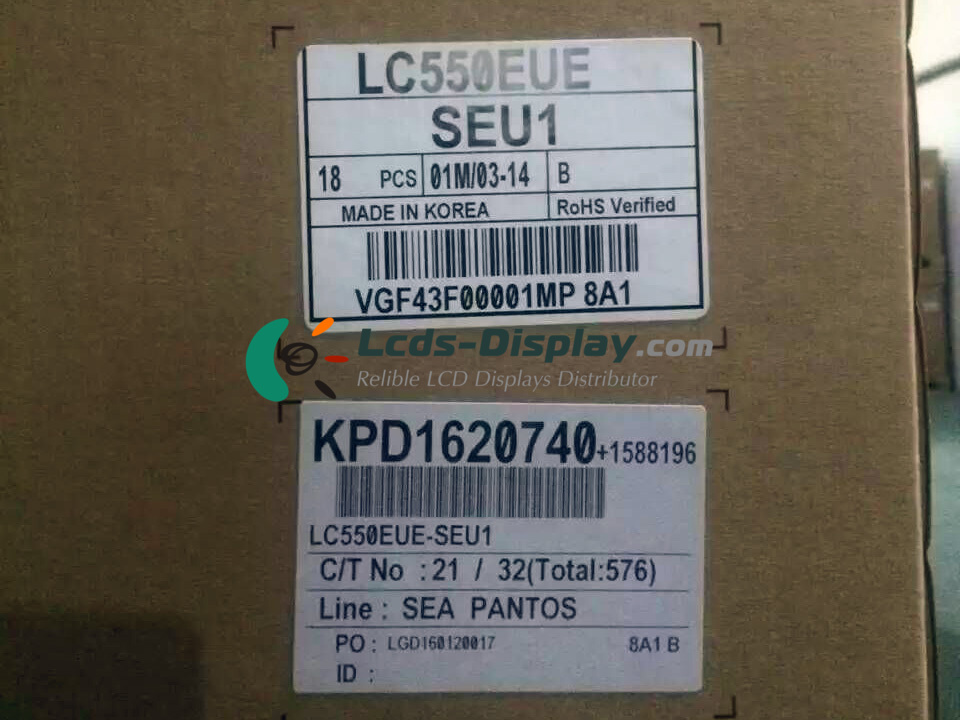 LC550EUE
SEU1
18 PCS 01M/03-14 B
MADE IN KOREA RoHS Verified
VGF43F00001MP 8A1
Lcds-Display.com
Relible LCD Displays Distributor
KPD1620740+1588196
LC550EUE-SEU1
C/T No : 21 / 32(Total:576)
Line : SEA PANTOS
PO : LGD160120017 8A1 B
ID :